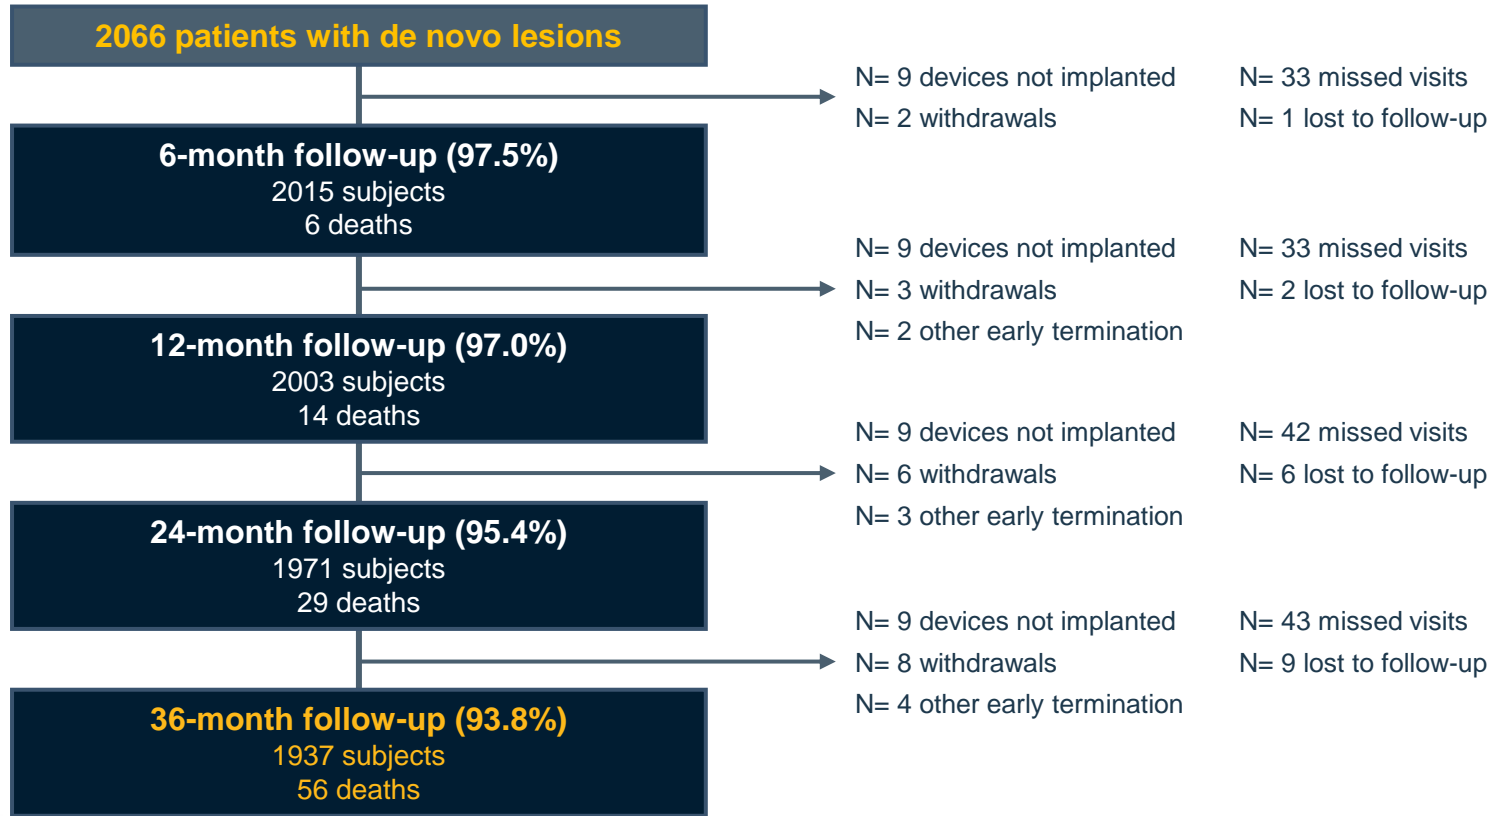 2066 patients with de novo lesions
N= 9 devices not implanted
N= 33 missed visits
N= 2 withdrawals
N= 1 lost to follow-up
6-month follow-up (97.5%)
2015 subjects
6 deaths
N= 9 devices not implanted
N= 33 missed visits
N= 3 withdrawals
N= 2 lost to follow-up
N= 2 other early termination
12-month follow-up (97.0%)
2003 subjects
14 deaths
N= 9 devices not implanted
N= 42 missed visits
N= 6 withdrawals
N= 6 lost to follow-up
N= 3 other early termination
24-month follow-up (95.4%)
1971 subjects
29 deaths
N= 9 devices not implanted
N= 43 missed visits
N= 8 withdrawals
N= 9 lost to follow-up
N= 4 other early termination
36-month follow-up (93.8%)
1937 subjects
56 deaths